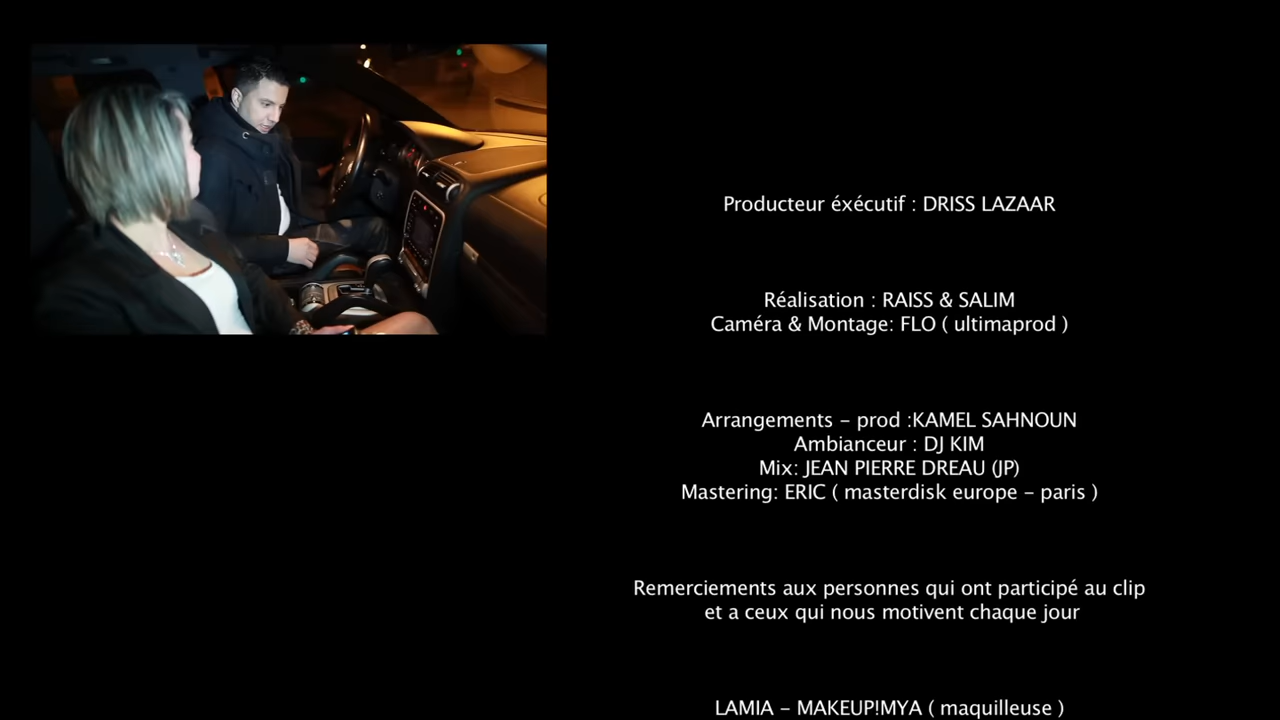 Producteur éxécutif : DRISS LAZAAR
Réalisation : RAISS & SALIM
Caméra & Montage: FLO ( ultimaprod )
Arrangements – prod :KAMEL SAHNOUN
Ambianceur : DJ KIM
Mix: JEAN PIERRE DREAU (JP)
Mastering: ERIC ( masterdisk europe – paris )
Remerciements aux personnes qui ont participé au clip
et a ceux qui nous motivent chaque jour
LAMIA – MAKEUP!MYA ( maquilleuse )